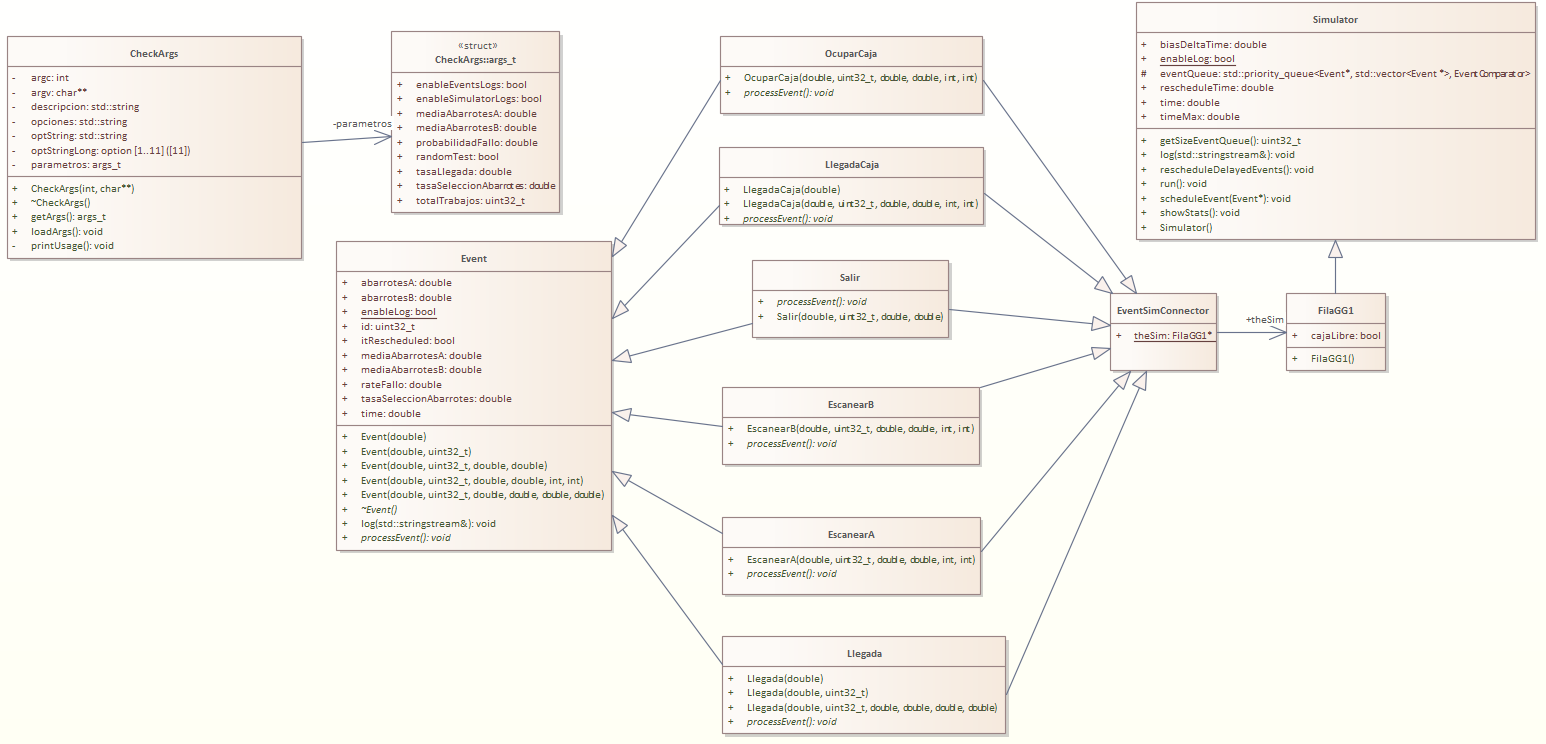 CheckArgs
- argc: int
- argv: char**
- descripcion: std::string
- opciones: std::string
- optString: std::string
- optStringLong: option [1..11] ([11])
- parametros: args_t
+ CheckArgs(int, char**)
+ ~CheckArgs()
+ getArgs(): args_t
+ loadArgs(): void
- printUsage(): void
-parametros
«struct»
CheckArgs::args_t
+ enableEventsLogs: bool
+ enableSimulatorLogs: bool
+ mediaAbarrotesA: double
+ mediaAbarrotesB: double
+ probabilidadFallo: double
+ randomTest: bool
+ tasaLlegada: double
+ tasaSeleccionAbarrotes: double
+ totalTrabajos: uint32_t
Event
+ abarrotesA: double
+ abarrotesB: double
+ enableLog: bool
+ id: uint32_t
+ itRescheduled: bool
+ mediaAbarrotesA: double
+ mediaAbarrotesB: double
+ rateFallo: double
+ tasaSeleccionAbarrotes: double
+ time: double
+ Event(double)
+ Event(double, uint32_t)
+ Event(double, uint32_t, double, double)
+ Event(double, uint32_t, double, double, int, int)
+ Event(double, uint32_t, double, double, double, double)
+ ~Event()
+ log(std::stringstream&): void
+ processEvent(): void
OcuparCaja
+ OcuparCaja(double, uint32_t, double, double, int, int)
+ processEvent(): void
LlegadaCaja
+ LlegadaCaja(double)
+ LlegadaCaja(double, uint32_t, double, double, int, int)
+ processEvent(): void
Salir
+ processEvent(): void
+ Salir(double, uint32_t, double, double)
EscanearB
+ EscanearB(double, uint32_t, double, double, int, int)
+ processEvent(): void
EscanearA
+ EscanearA(double, uint32_t, double, double, int, int)
+ processEvent(): void
Llegada
+ Llegada(double)
+ Llegada(double, uint32_t)
+ Llegada(double, uint32_t, double, double, double, double)
+ processEvent(): void
Simulator
+ biasDeltaTime: double
+ enableLog: bool
# eventQueue: std::priority_queue<Event*, std::vector<Event *>, EventComparator>
+ rescheduleTime: double
+ time: double
+ timeMax: double
+ getSizeEventQueue(): uint32_t
+ log(std::stringstream&): void
+ rescheduleDelayedEvents(): void
+ run(): void
+ scheduleEvent(Event*): void
+ showStats(): void
+ Simulator()
EventSimConnector
+ theSim: FilaGG1*
+theSim
FilaGG1
+ cajaLibre: bool
+ FilaGG1()